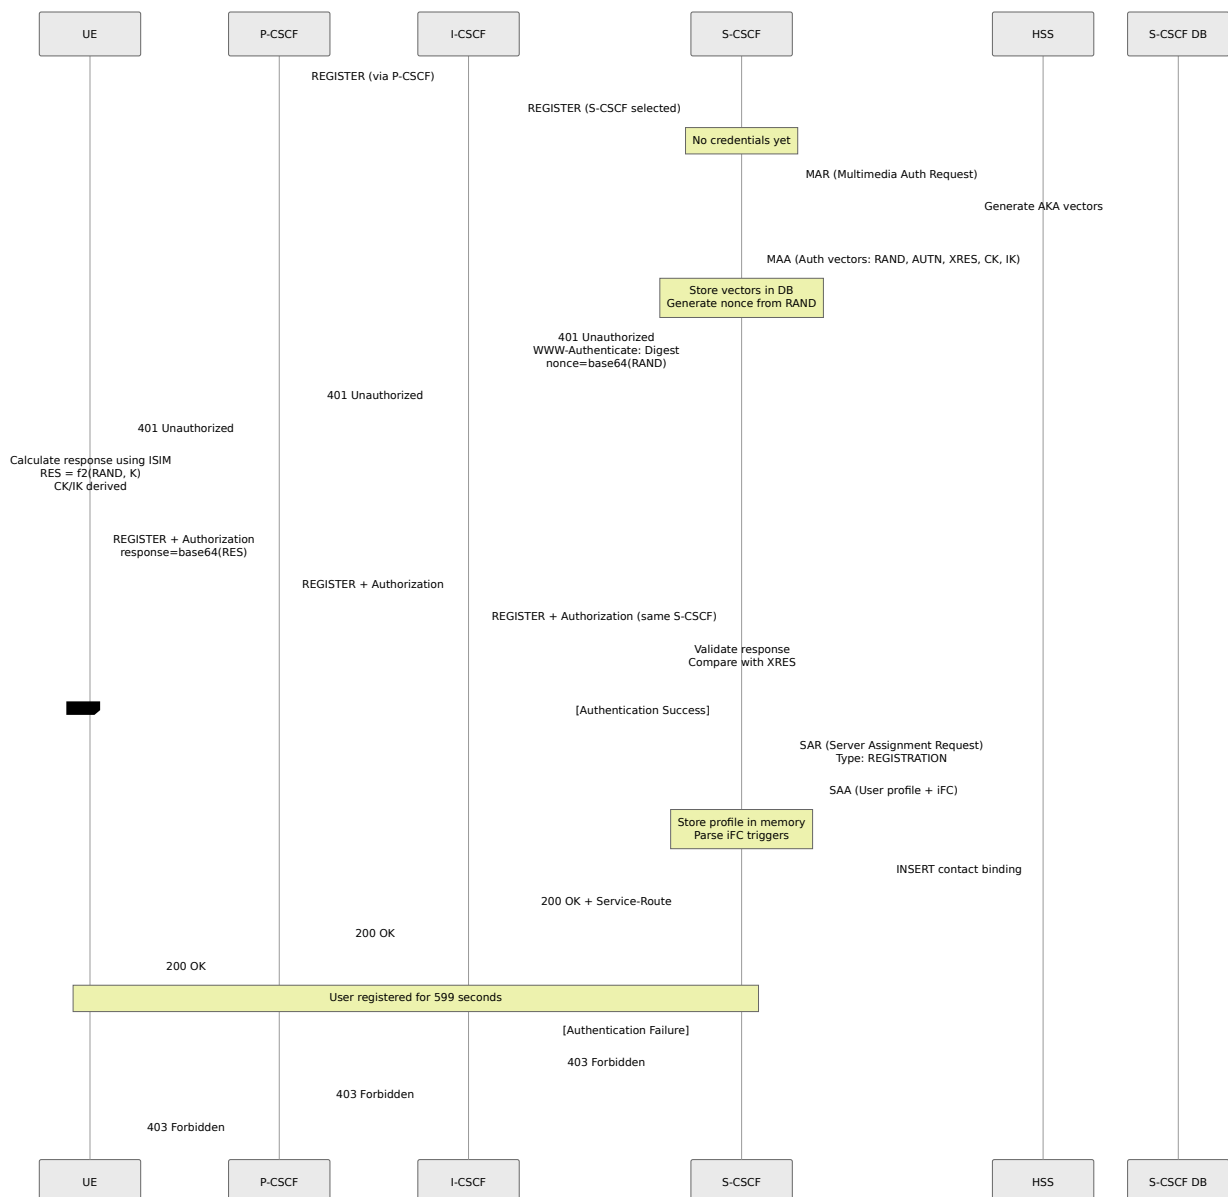 UE
P-CSCF
I-CSCF
S-CSCF
HSS
S-CSCF DB
REGISTER (via P-CSCF)
REGISTER (S-CSCF selected)
No credentials yet
MAR (Multimedia Auth Request)
Generate AKA vectors
MAA (Auth vectors: RAND, AUTN, XRES, CK, IK)
Store vectors in DB
Generate nonce from RAND
401 Unauthorized
WWW-Authenticate: Digest
nonce=base64(RAND)
401 Unauthorized
401 Unauthorized
Calculate response using ISIM
RES = f2(RAND, K)
CK/IK derived
REGISTER + Authorization
response=base64(RES)
REGISTER + Authorization
REGISTER + Authorization (same S-CSCF)
Validate response
Compare with XRES
[Authentication Success]
SAR (Server Assignment Request)
Type: REGISTRATION
SAA (User profile + iFC)
Store profile in memory
Parse iFC triggers
INSERT contact binding
200 OK + Service-Route
200 OK
200 OK
User registered for 599 seconds
[Authentication Failure]
403 Forbidden
403 Forbidden
403 Forbidden
UE
P-CSCF
I-CSCF
S-CSCF
HSS
S-CSCF DB